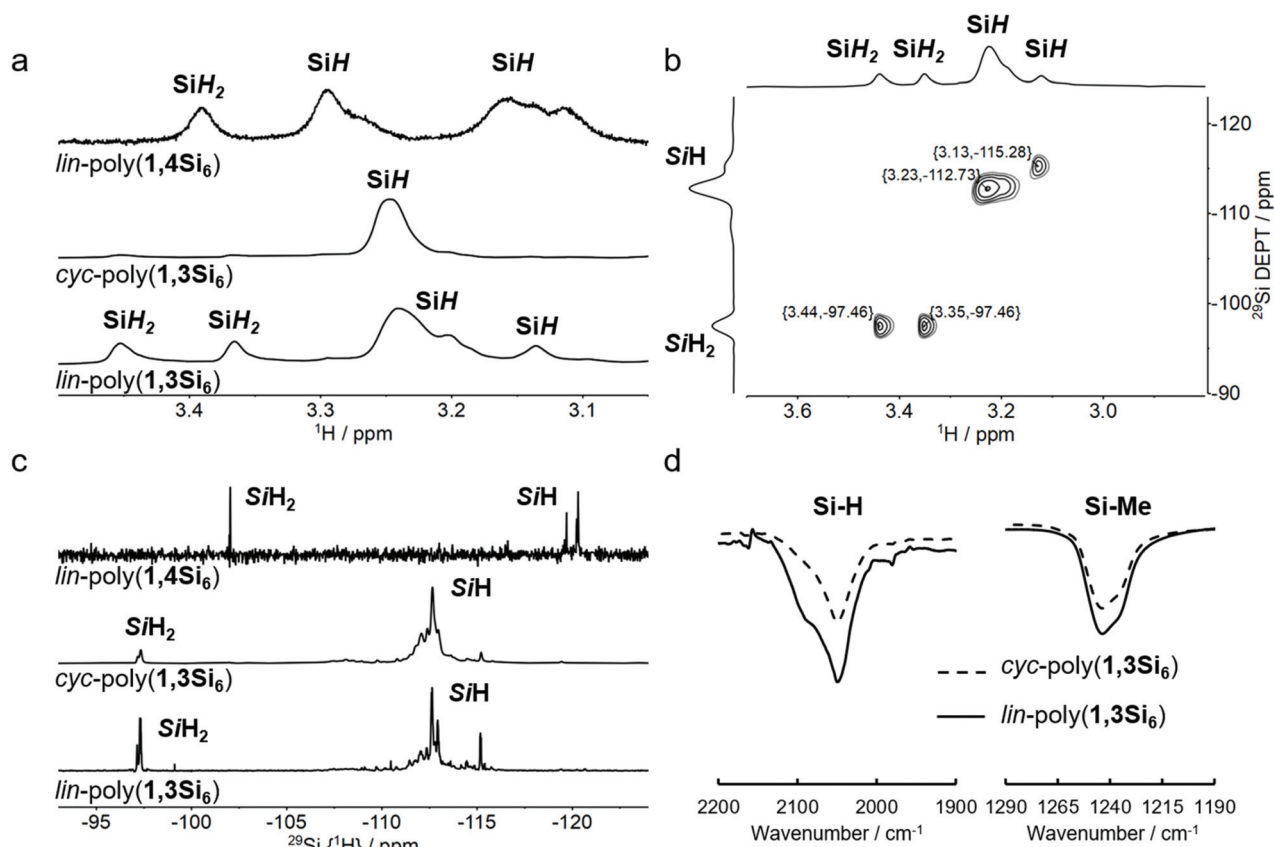 a
SiH SiH
SiH₂
lin-poly(1,4Si₆)
SiH
cyc-poly(1,3Si₆)
SiH₂ SiH₂ SiH SiH
lin-poly(1,3Si₆)
3.4 3.3 3.2 3.1
¹H / ppm
b
SiH
SiH₂ SiH₂ SiH
-120
SiH
{3.13,-115.28}
{3.23,-112.73}
-110
-100
{3.44,-97.46} {3.35,-97.46}
SiH₂
-90
²⁹Si DEPT / ppm
3.6 3.4 3.2 3.0
¹H / ppm
c
SiH₂ SiH
lin-poly(1,4Si₆)
SiH₂ SiH
cyc-poly(1,3Si₆)
SiH₂ SiH
lin-poly(1,3Si₆)
-95 -100 -105 -110 -115 -120
²⁹Si {¹H} / ppm
d
Si-H Si-Me
cyc-poly(1,3Si₆)
lin-poly(1,3Si₆)
2200 2100 2000 1900
Wavenumber / cm⁻¹
1290 1265 1240 1215 1190
Wavenumber / cm⁻¹